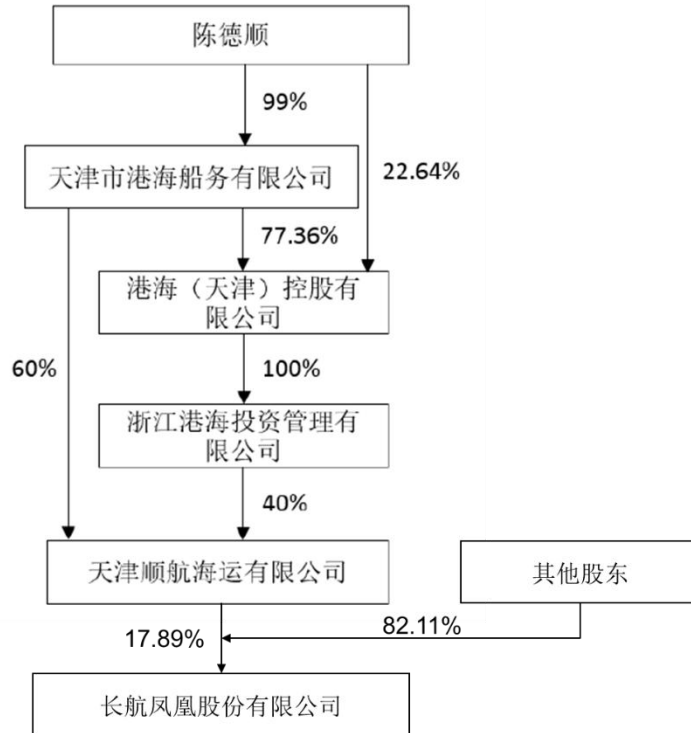 陈德顺
99%
天津市港海船务有限公司
22.64%
77.36%
港海（天津）控股有
限公司
60%
100%
浙江港海投资管理有
限公司
40%
天津顺航海运有限公司
其他股东
17.89%
82.11%
长航凤凰股份有限公司